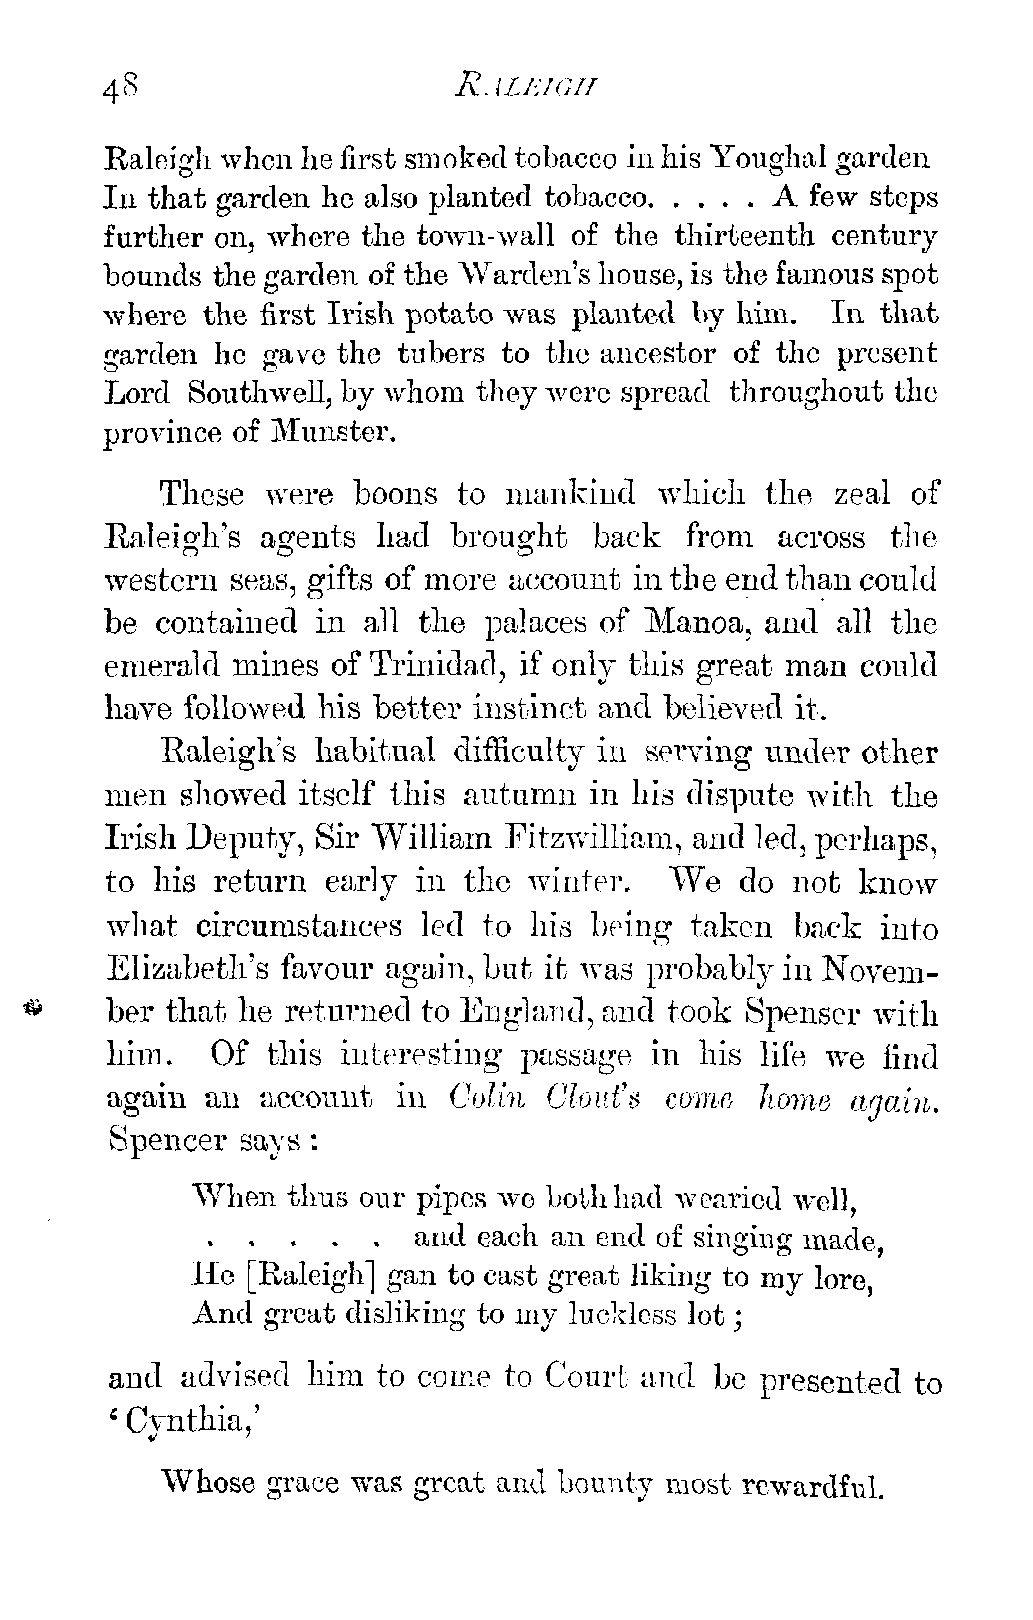 48 RALEIGH
Raleigh when he first smoked tobacco in his Youghal garden
In that garden he also planted tobacco. . . . . . A few steps
further on, where the town-wall of the thirteenth century
bounds the garden of the Warden's house, is the famous spot
where the first Irish potato was planted by him. In that
garden he gave the tubers to the ancestor of the present
Lord Southwell, by whom they were spread throughout the
province of Munster.
These were boons to mankind which the zeal of
Raleigh's agents had brought back from across the
western seas, gifts of more account in the end than could
be contained in all the palaces of Manoa, and all the
emerald mines of Trinidad, if only this great man could
have followed his better instinct and believed it.
Raleigh's habitual difficulty in serving under other
men showed itself this autumn in his dispute with the
Irish Deputy, Sir William Fitzwilliam, and led, perhaps,
to his return early in the winter. We do not know
what circumstances led to his being taken back into
Elizabeth's favour again, but it was probably in Novem-
ber that he returned to England, and took Spenser with
him. Of this interesting passage in his life we find
again an account in Colin Clout's come home again.
Spencer says :
When thus our pipes we both had wearied well,
. . . . . and each an end of singing made,
He [Raleigh] gan to cast great liking to my lore,
And great disliking to my luckless lot ;
and advised him to come to Court and be presented to
‘Cynthia,’
Whose grace was great and bounty most rewardful.